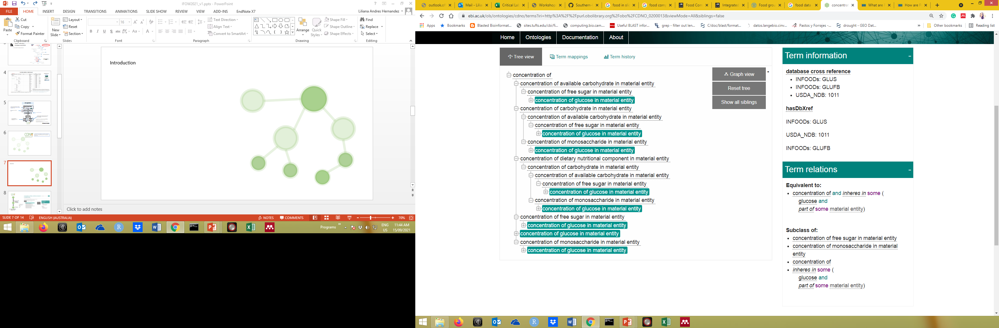 IFOW2021_v1.pptx - PowerPoint
FILE HOME INSERT DESIGN TRANSITIONS ANIMATIONS SLIDE SHOW REVIEW VIEW ADD-INS EndNote X7
Liliana Andres Hernandez
Paste
Cut
Copy
Format Painter
Clipboard
New
Slide
Layout
Reset
Section
Slides
16
Font
Text Direction
Align Text
Convert to SmartArt
Paragraph
Arrange
Quick
Styles
Shape Fill
Shape Outline
Shape Effects
Drawing
Find
Replace
Select
Editing
4
5
6
CDN
7
8
Introduction
Click to add notes
SLIDE 7 OF 14 ENGLISH (AUSTRALIA) NOTES COMMENTS 70%
Programs
ENG
US
11:44 AM
15/09/2021
outlook.of
Mail - Lilia
Critical Lab
Workshop
Southern-
food in sli
food comp
Food Com
Integrated
Food grou
food data
concentra
What are F
How are F
ebi.ac.uk/ols/ontologies/cdno/terms?iri=http%3A%2F%2Fpurl.obolibrary.org%2Fobo%2FCDNO_0200013&viewMode=All&siblings=false
Apps
Bookmarks
Blasted Bioinformat...
sites.tufts.edu/cbi/fi...
computing.bio.cam....
Useful BLAST infor...
grep - filter out len...
C/doc/blast/format...
datos.langebio.cinv...
Pastos y Forrajes -...
drought - GEO Dat...
Other bookmarks
Reading list
Home Ontologies Documentation About
Tree view
Term mappings
Term history
Graph view
Reset tree
Show all siblings
concentration of
concentration of available carbohydrate in material entity
concentration of free sugar in material entity
concentration of glucose in material entity
concentration of carbohydrate in material entity
concentration of available carbohydrate in material entity
concentration of free sugar in material entity
concentration of glucose in material entity
concentration of monosaccharide in material entity
concentration of glucose in material entity
concentration of dietary nutritional component in material entity
concentration of carbohydrate in material entity
concentration of available carbohydrate in material entity
concentration of free sugar in material entity
concentration of glucose in material entity
concentration of monosaccharide in material entity
concentration of glucose in material entity
concentration of free sugar in material entity
concentration of glucose in material entity
concentration of glucose in material entity
concentration of monosaccharide in material entity
concentration of glucose in material entity
Term information
database cross reference
INFOODs: GLUS
INFOODs: GLUFB
USDA_NDB: 1011
hasDbXref
INFOODs: GLUS
USDA_NDB: 1011
INFOODs: GLUFB
Term relations
Equivalent to:
concentration of and inheres in some (
glucose and
part of some material entity)
Subclass of:
concentration of free sugar in material entity
concentration of monosaccharide in material
entity
concentration of
inheres in some (
glucose and
part of some material entity)